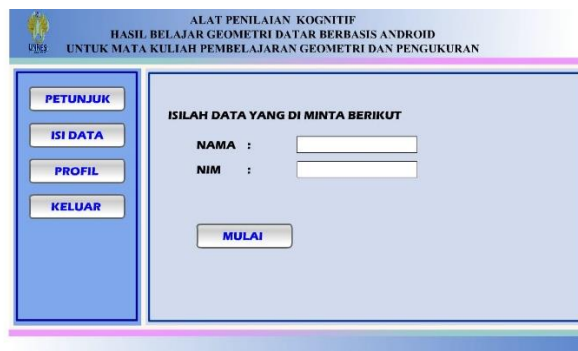 ALAT PENILAIAN KOGNITIF
HASIL BELAJAR GEOMETRI DATAR BERBASIS ANDROID
UNTUK MATA KULIAH PEMBELAJARAN GEOMETRI DAN PENGUKURAN
PETUNJUK
ISI DATA
PROFIL
KELUAR
ISILAH DATA YANG DI MINTA BERIKUT
NAMA :
NIM :
MULAI